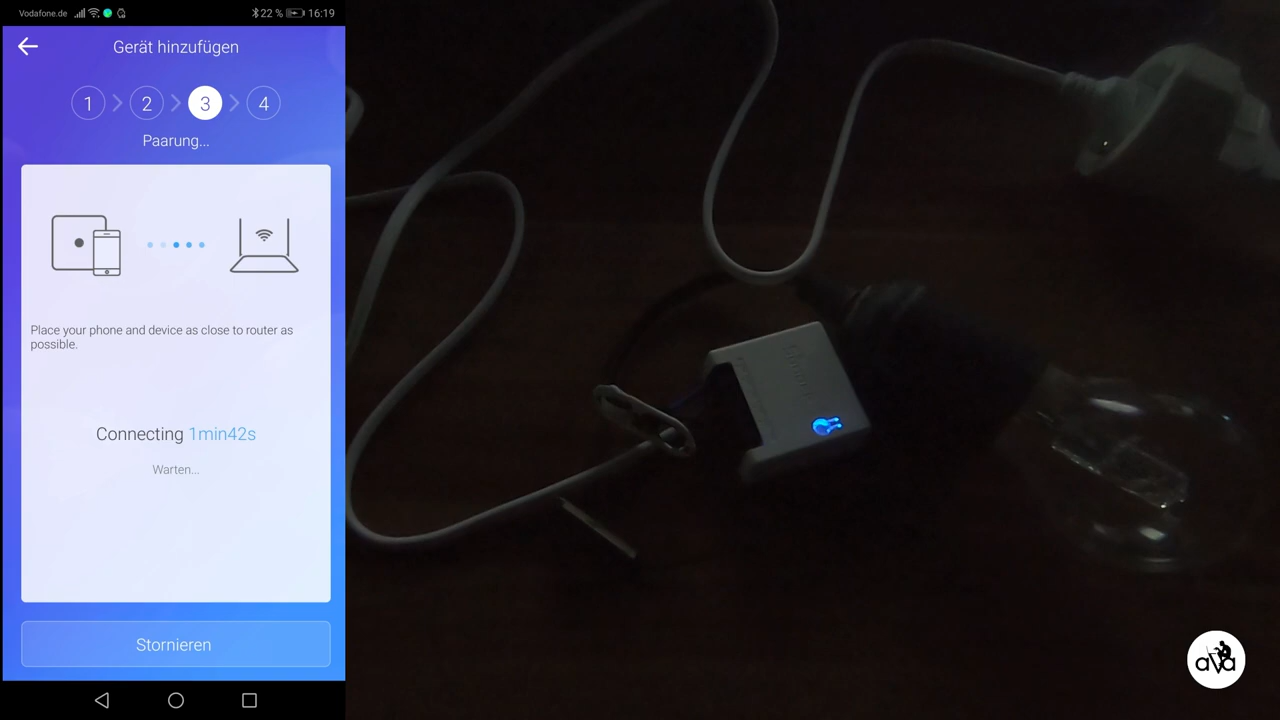 Vodafone.de
22 %
16:19
Gerät hinzufügen
1
2
3
4
Paarung...
Place your phone and device as close to router as
possible.
Connecting 1min42s
Warten...
Stornieren
ava